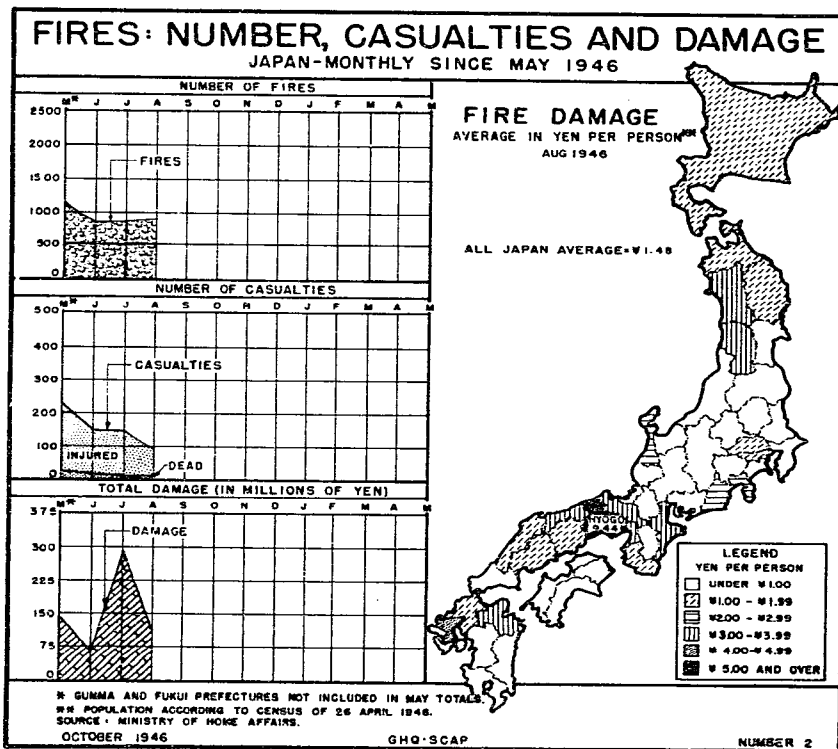 FIRES: NUMBER, CASUALTIES AND DAMAGE
JAPAN-MONTHLY SINCE MAY 1946
NUMBER OF FIRES
M* J J A S O N D J F M A M
2500
2000
1500
1000
500
0
FIRES
NUMBER OF CASUALTIES
M* J J A S O N D J F M A M
500
400
300
200
100
0
CASUALTIES
INJURED
DEAD
TOTAL DAMAGE (IN MILLIONS OF YEN)
M* J J A S O N D J F M A M
375
300
225
150
75
0
DAMAGE
FIRE DAMAGE
AVERAGE IN YEN PER PERSON**
AUG 1946
ALL JAPAN AVERAGE=¥1.48
HYOGO
9.44
LEGEND
YEN PER PERSON
UNDER ¥1.00
¥1.00 - ¥1.99
¥2.00 - ¥2.99
¥3.00 - ¥3.99
¥ 4.00-¥4.99
¥ 5.00 AND OVER
* GUMMA AND FUKUI PREFECTURES NOT INCLUDED IN MAY TOTALS.
** POPULATION ACCORDING TO CENSUS OF 26 APRIL 1946.
SOURCE: MINISTRY OF HOME AFFAIRS.
OCTOBER 1946
GHQ-SCAP
NUMBER 2